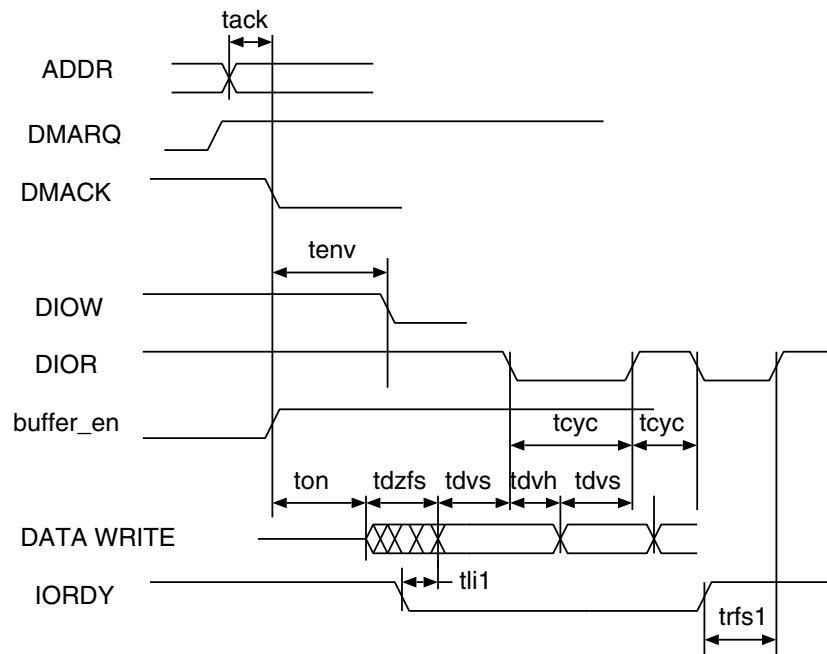 tack
ADDR
DMARQ
DMACK
tenv
DIOW
DIOR
buffer_en
tcyc tcyc
ton tdzfs tdvs tdvh tdvs
DATA WRITE
tli1
IORDY
trfs1